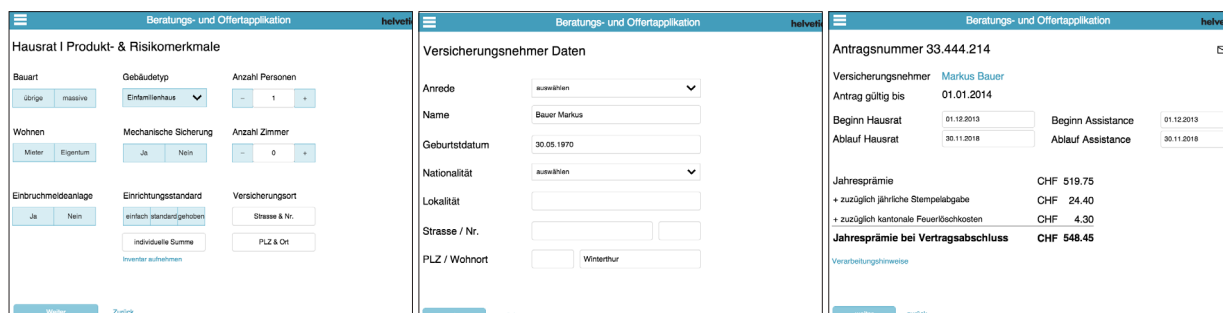 Beratungs- und Offertapplikation
Hausrat I Produkt- & Risikomerkmale
Bauart Gebäudetyp Anzahl Personen
übrige massive Einfamilienhaus – 1 +
Wohnen Mechanische Sicherung Anzahl Zimmer
Mieter Eigentum Ja Nein – 0 +
Einbruchmeldeanlage Einrichtungsstandard Versicherungsort
Ja Nein einfach standard gehoben Strasse & Nr.
individuelle Summe PLZ & Ort
Inventar aufnehmen
Weiter Zurück
Beratungs- und Offertapplikation
Versicherungsnehmer Daten
Anrede auswählen
Name Bauer Markus
Geburtstdatum 30.05.1970
Nationalität auswählen
Lokalität
Strasse / Nr.
PLZ / Wohnort Winterthur
Beratungs- und Offertapplikation
Antragsnummer 33.444.214
Versicherungsnehmer Markus Bauer
Antrag gültig bis 01.01.2014
Beginn Hausrat 01.12.2013 Beginn Assistance 01.12.2013
Ablauf Hausrat 30.11.2018 Ablauf Assistance 30.11.2018
Jahresprämie CHF 519.75
+ zuzüglich jährliche Stempelabgabe CHF 24.40
+ zuzüglich kantonale Feuerlöschkosten CHF 4.30
Jahresprämie bei Vertragsabschluss CHF 548.45
Verarbeitungshinweise
zurück